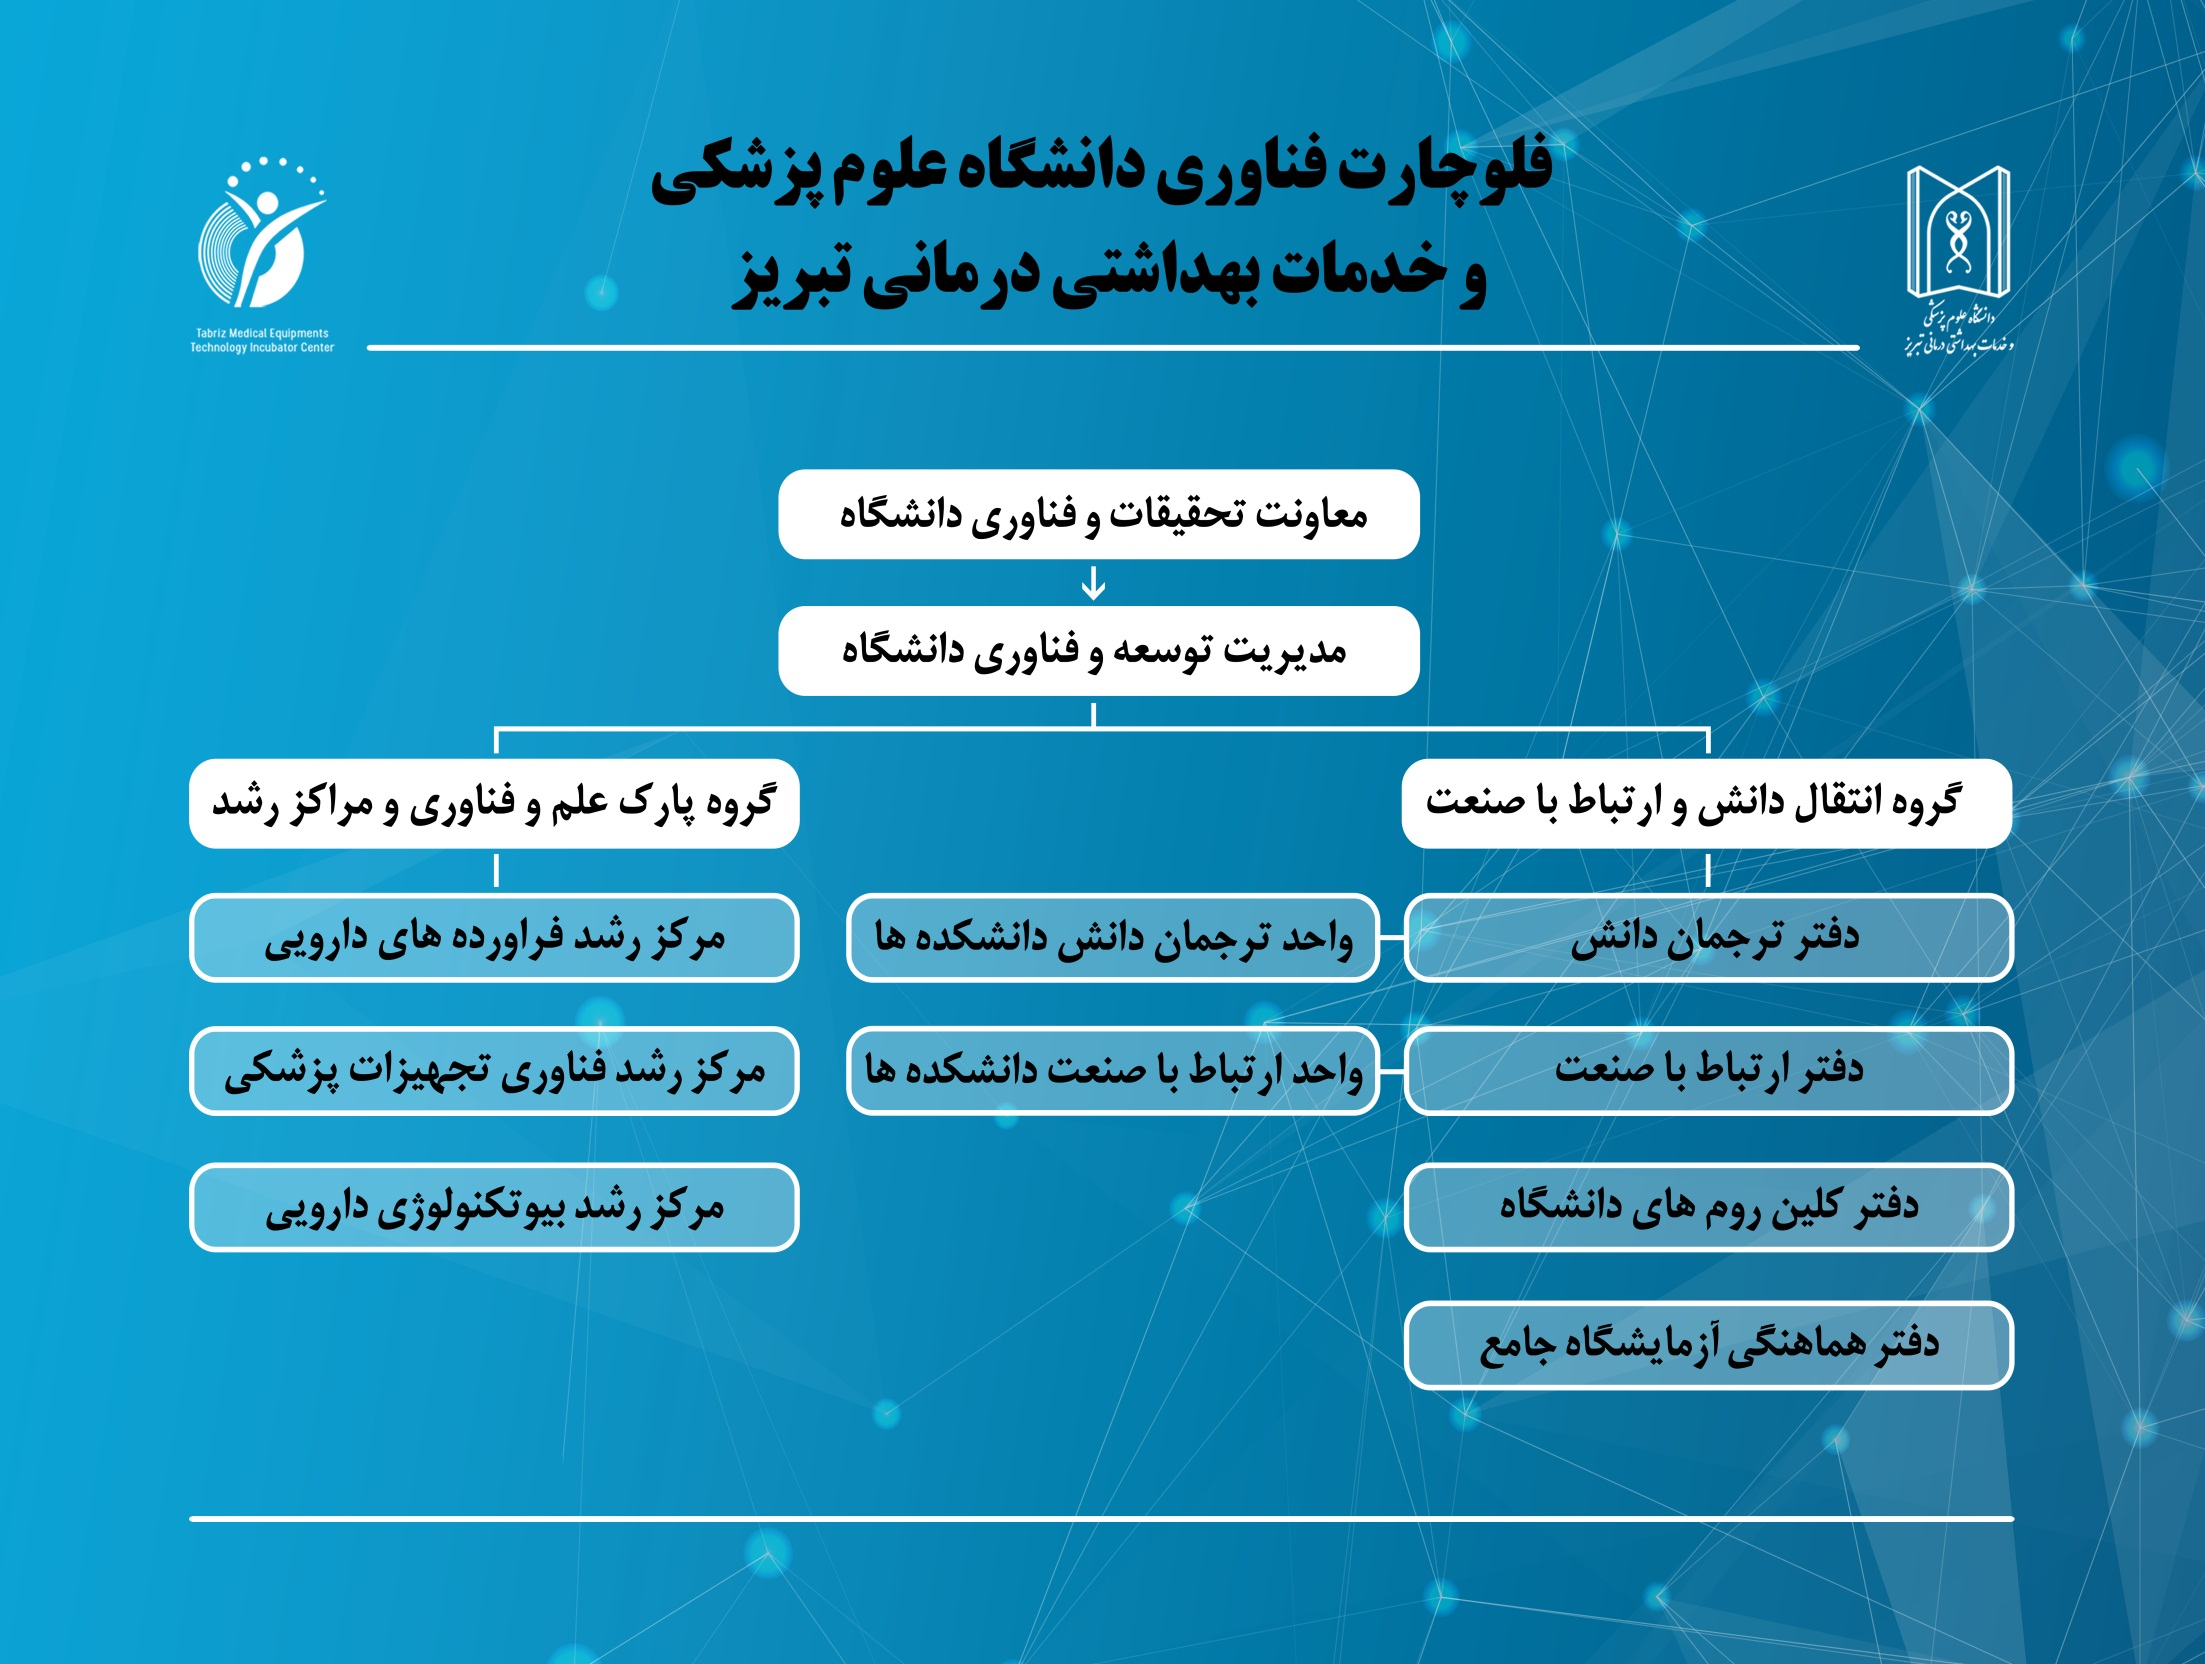 فلوچارت فناوری دانشگاه علوم پزشکی
و خدمات بهداشتی درمانی تبریز
دانشگاه علوم پزشکی
و خدمات بهداشتی درمانی تبریز
Tabriz Medical Equipments
Technology Incubator Center
معاونت تحقیقات و فناوری دانشگاه
مدیریت توسعه و فناوری دانشگاه
گروه انتقال دانش و ارتباط با صنعت
گروه پارک علم و فناوری و مراکز رشد
دفتر ترجمان دانش
واحد ترجمان دانش دانشکده ها
مرکز رشد فراورده های دارویی
دفتر ارتباط با صنعت
واحد ارتباط با صنعت دانشکده ها
مرکز رشد فناوری تجهیزات پزشکی
دفتر کلین روم های دانشگاه
مرکز رشد بیوتکنولوژی دارویی
دفتر هماهنگی آزمایشگاه جامع